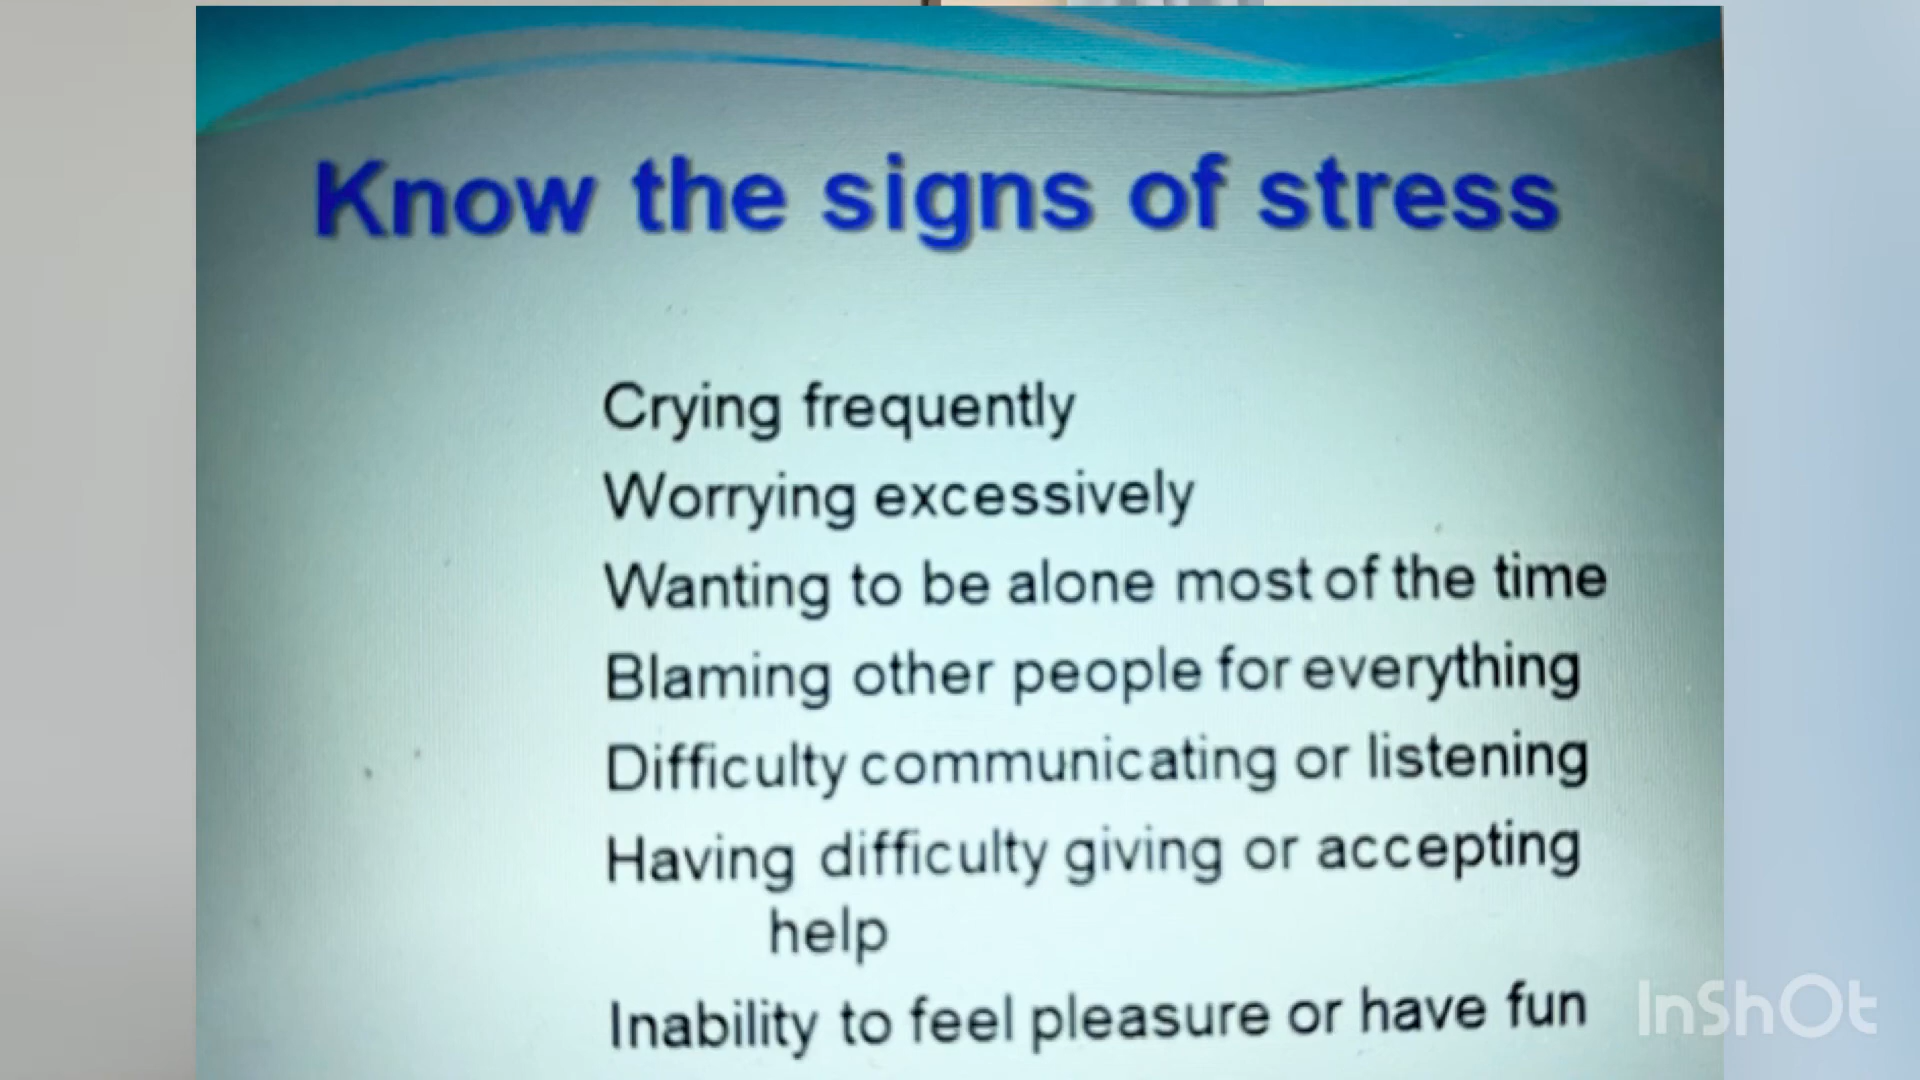 Know the signs of stress
Crying frequently
Worrying excessively
Wanting to be alone most of the time
Blaming other people for everything
Difficulty communicating or listening
Having difficulty giving or accepting
help
Inability to feel pleasure or have fun
InShOt